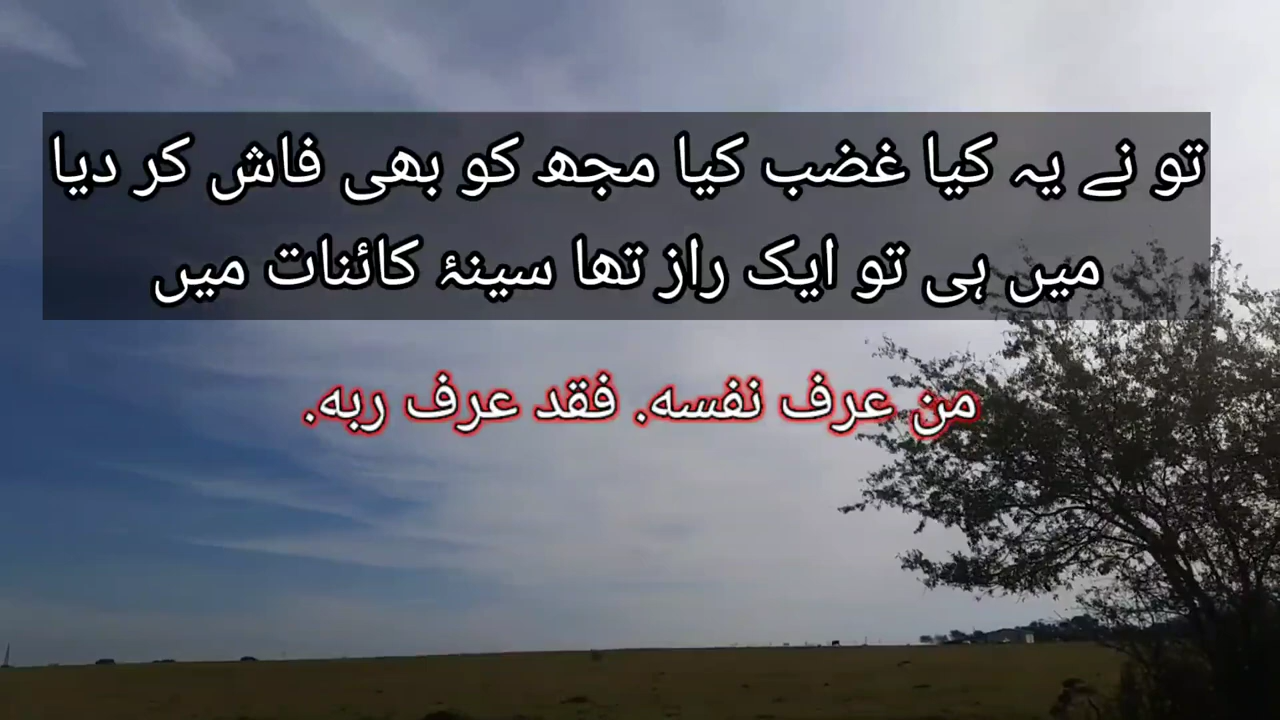 تو نے یہ کیا غضب کیا مجھ کو بھی فاش کر دیا
میں ہی تو ایک راز تھا سینۂ کائنات میں
من عرف نفسه. فقد عرف ربه.